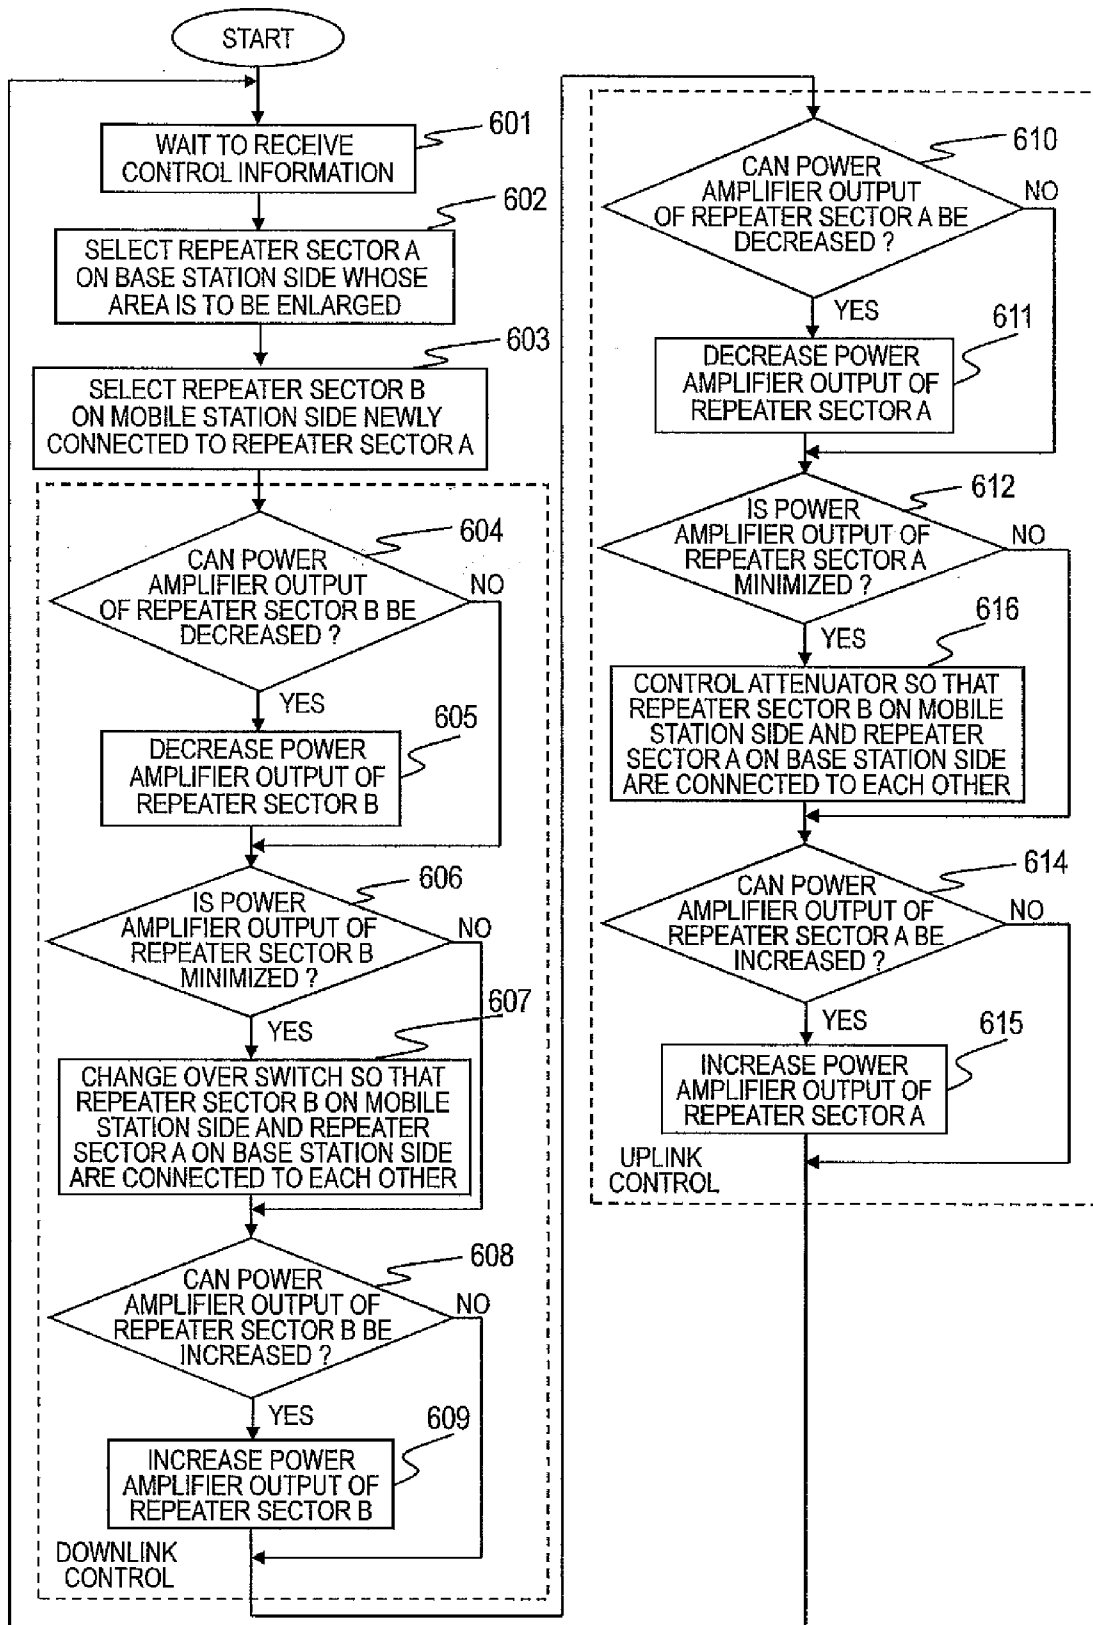 START
601
WAIT TO RECEIVE
CONTROL INFORMATION
602
SELECT REPEATER SECTOR A
ON BASE STATION SIDE WHOSE
AREA IS TO BE ENLARGED
603
SELECT REPEATER SECTOR B
ON MOBILE STATION SIDE NEWLY
CONNECTED TO REPEATER SECTOR A
604
CAN POWER
AMPLIFIER OUTPUT
OF REPEATER SECTOR B BE
DECREASED ?
NO
YES
605
DECREASE POWER
AMPLIFIER OUTPUT OF
REPEATER SECTOR B
606
IS POWER
AMPLIFIER OUTPUT OF
REPEATER SECTOR B
MINIMIZED ?
NO
YES
607
CHANGE OVER SWITCH SO THAT
REPEATER SECTOR B ON MOBILE
STATION SIDE AND REPEATER
SECTOR A ON BASE STATION SIDE
ARE CONNECTED TO EACH OTHER
608
CAN POWER
AMPLIFIER OUTPUT OF
REPEATER SECTOR B BE
INCREASED ?
NO
YES
609
INCREASE POWER
AMPLIFIER OUTPUT OF
REPEATER SECTOR B
DOWNLINK
CONTROL
610
CAN POWER
AMPLIFIER OUTPUT
OF REPEATER SECTOR A BE
DECREASED ?
NO
YES
611
DECREASE POWER
AMPLIFIER OUTPUT OF
REPEATER SECTOR A
612
IS POWER
AMPLIFIER OUTPUT OF
REPEATER SECTOR A
MINIMIZED ?
NO
YES
616
CONTROL ATTENUATOR SO THAT
REPEATER SECTOR B ON MOBILE
STATION SIDE AND REPEATER
SECTOR A ON BASE STATION SIDE
ARE CONNECTED TO EACH OTHER
614
CAN POWER
AMPLIFIER OUTPUT OF
REPEATER SECTOR A BE
INCREASED ?
NO
YES
615
INCREASE POWER
AMPLIFIER OUTPUT OF
REPEATER SECTOR A
UPLINK
CONTROL